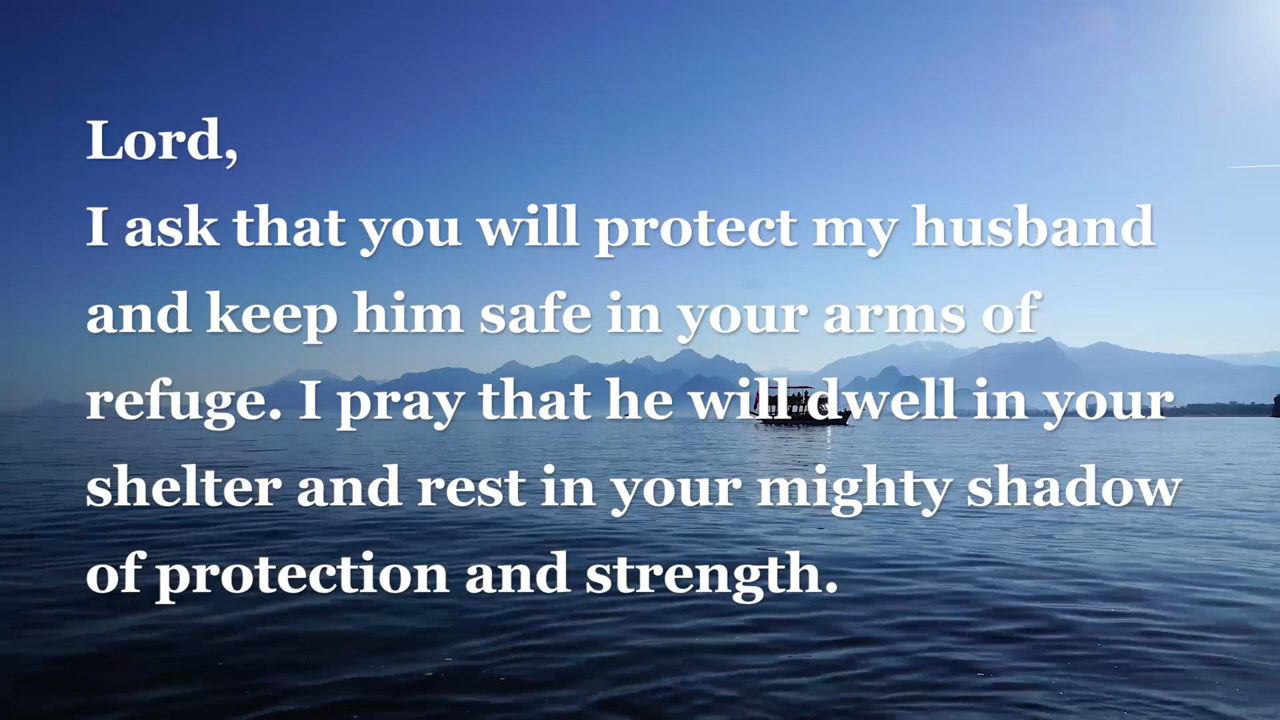 Lord,
I ask that you will protect my husband
and keep him safe in your arms of
refuge. I pray that he will dwell in your
shelter and rest in your mighty shadow
of protection and strength.